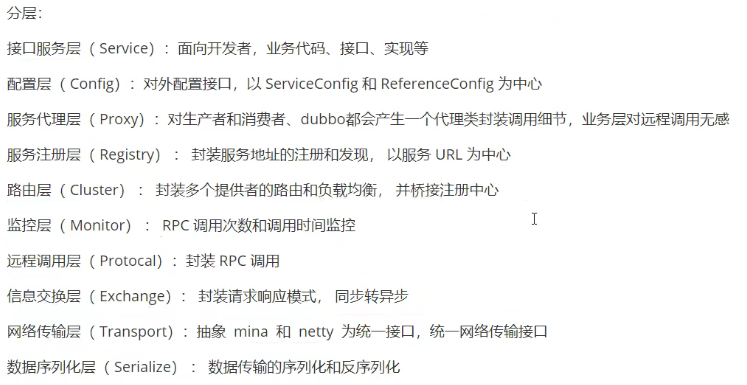 分层：
接口服务层（ Service）：面向开发者，业务代码、接口、实现等
配置层（ Config）：对外配置接口，以 ServiceConfig 和 ReferenceConfig 为中心
服务代理层（ Proxy）：对生产者和消费者、dubbo都会产生一个代理类封装调用细节，业务层对远程调用无感
服务注册层（ Registry）： 封装服务地址的注册和发现， 以服务 URL 为中心
路由层（ Cluster）： 封装多个提供者的路由和负载均衡， 并桥接注册中心
监控层（ Monitor）： RPC 调用次数和调用时间监控
远程调用层（ Protocal）：封装 RPC 调用
信息交换层（ Exchange）： 封装请求响应模式， 同步转异步
网络传输层（ Transport）：抽象 mina 和 netty 为统一接口，统一网络传输接口
数据序列化层（ Serialize）： 数据传输的序列化和反序列化